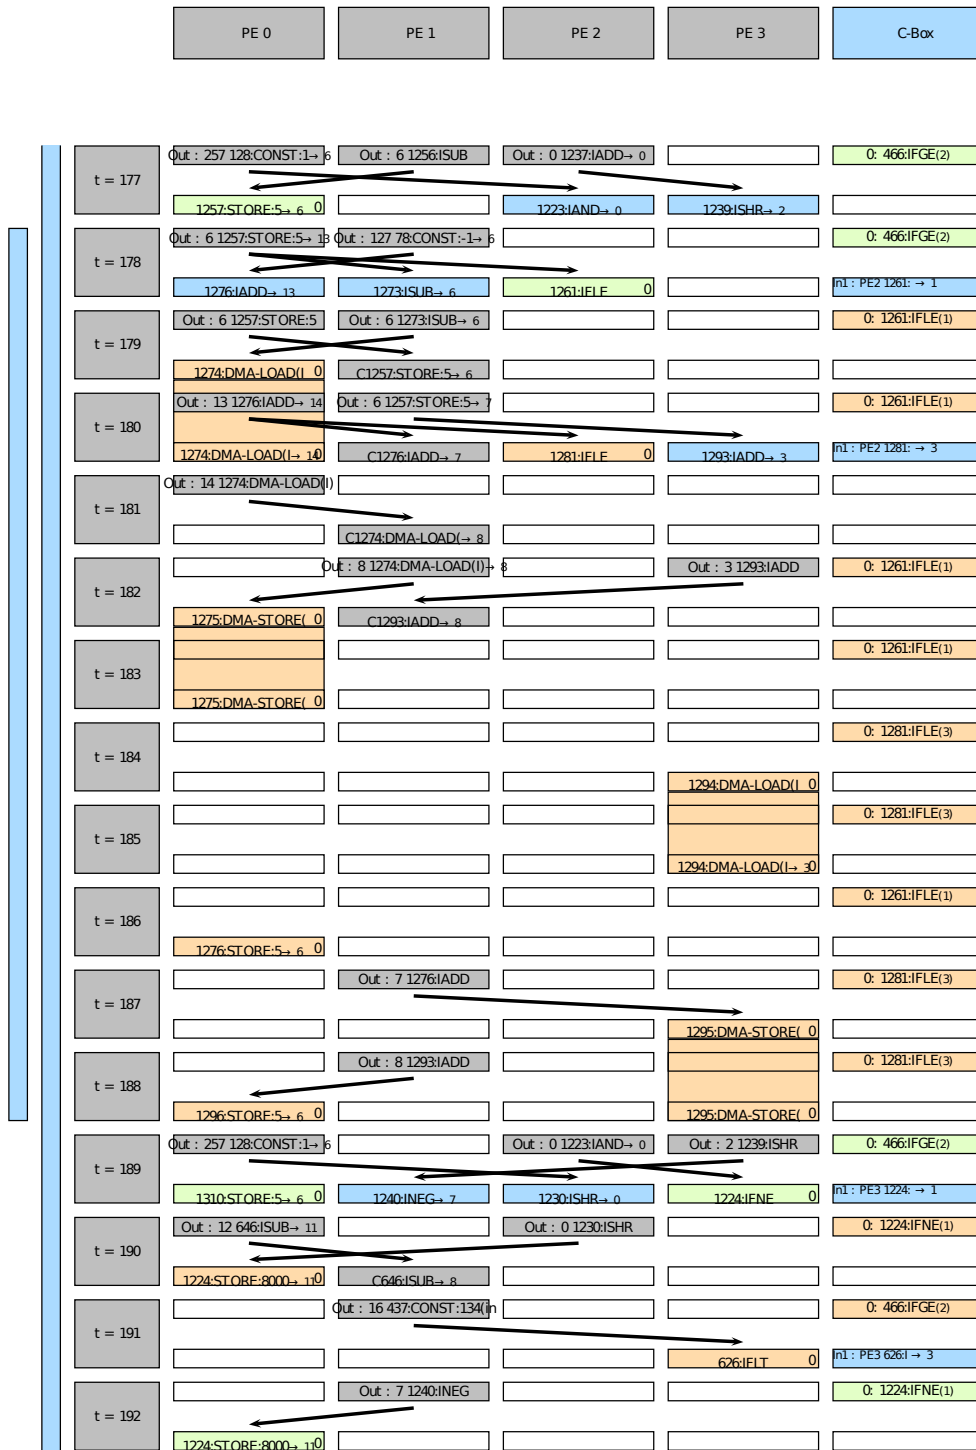 PE 0 PE 1 PE 2 PE 3 C-Box
Out : 257 128:CONST:1→ 6 Out : 6 1256:ISUB Out : 0 1237:IADD→ 0 0: 466:IFGE(2)
t = 177
1257:STORE:5→ 6 0 1223:IAND→ 0 1239:ISHR→ 2
Out : 6 1257:STORE:5→ 13 Out : 127 78:CONST:-1→ 6 0: 466:IFGE(2)
t = 178
1276:IADD→ 13 1273:ISUB→ 6 1261:IFLE 0 In1 : PE2 1261: → 1
Out : 6 1257:STORE:5 Out : 6 1273:ISUB→ 6 0: 1261:IFLE(1)
t = 179
1274:DMA-LOAD(I 0 C1257:STORE:5→ 6
Out : 13 1276:IADD→ 14 Out : 6 1257:STORE:5→ 7 0: 1261:IFLE(1)
t = 180
1274:DMA-LOAD(I→ 14 0 C1276:IADD→ 7 1281:IFLE 0 1293:IADD→ 3 In1 : PE2 1281: → 3
Out : 14 1274:DMA-LOAD(I)
t = 181
C1274:DMA-LOAD(→ 8
Out : 8 1274:DMA-LOAD(I)→ 8 Out : 3 1293:IADD 0: 1261:IFLE(1)
t = 182
1275:DMA-STORE( 0 C1293:IADD→ 8
0: 1261:IFLE(1)
t = 183
1275:DMA-STORE( 0
0: 1281:IFLE(3)
t = 184
1294:DMA-LOAD(I 0
0: 1281:IFLE(3)
t = 185
1294:DMA-LOAD(I→ 3 0
0: 1261:IFLE(1)
t = 186
1276:STORE:5→ 6 0
Out : 7 1276:IADD 0: 1281:IFLE(3)
t = 187
1295:DMA-STORE( 0
Out : 8 1293:IADD 0: 1281:IFLE(3)
t = 188
1296:STORE:5→ 6 0 1295:DMA-STORE( 0
Out : 257 128:CONST:1→ 6 Out : 0 1223:IAND→ 0 Out : 2 1239:ISHR 0: 466:IFGE(2)
t = 189
1310:STORE:5→ 6 0 1240:INEG→ 7 1230:ISHR→ 0 1224:IFNE 0 In1 : PE3 1224: → 1
Out : 12 646:ISUB→ 11 Out : 0 1230:ISHR 0: 1224:IFNE(1)
t = 190
1224:STORE:8000→ 11 0 C646:ISUB→ 8
Out : 16 437:CONST:134(in 0: 466:IFGE(2)
t = 191
626:IFLT 0 In1 : PE3 626:I → 3
Out : 7 1240:INEG 0: 1224:IFNE(1)
t = 192
1224:STORE:8000→ 11 0